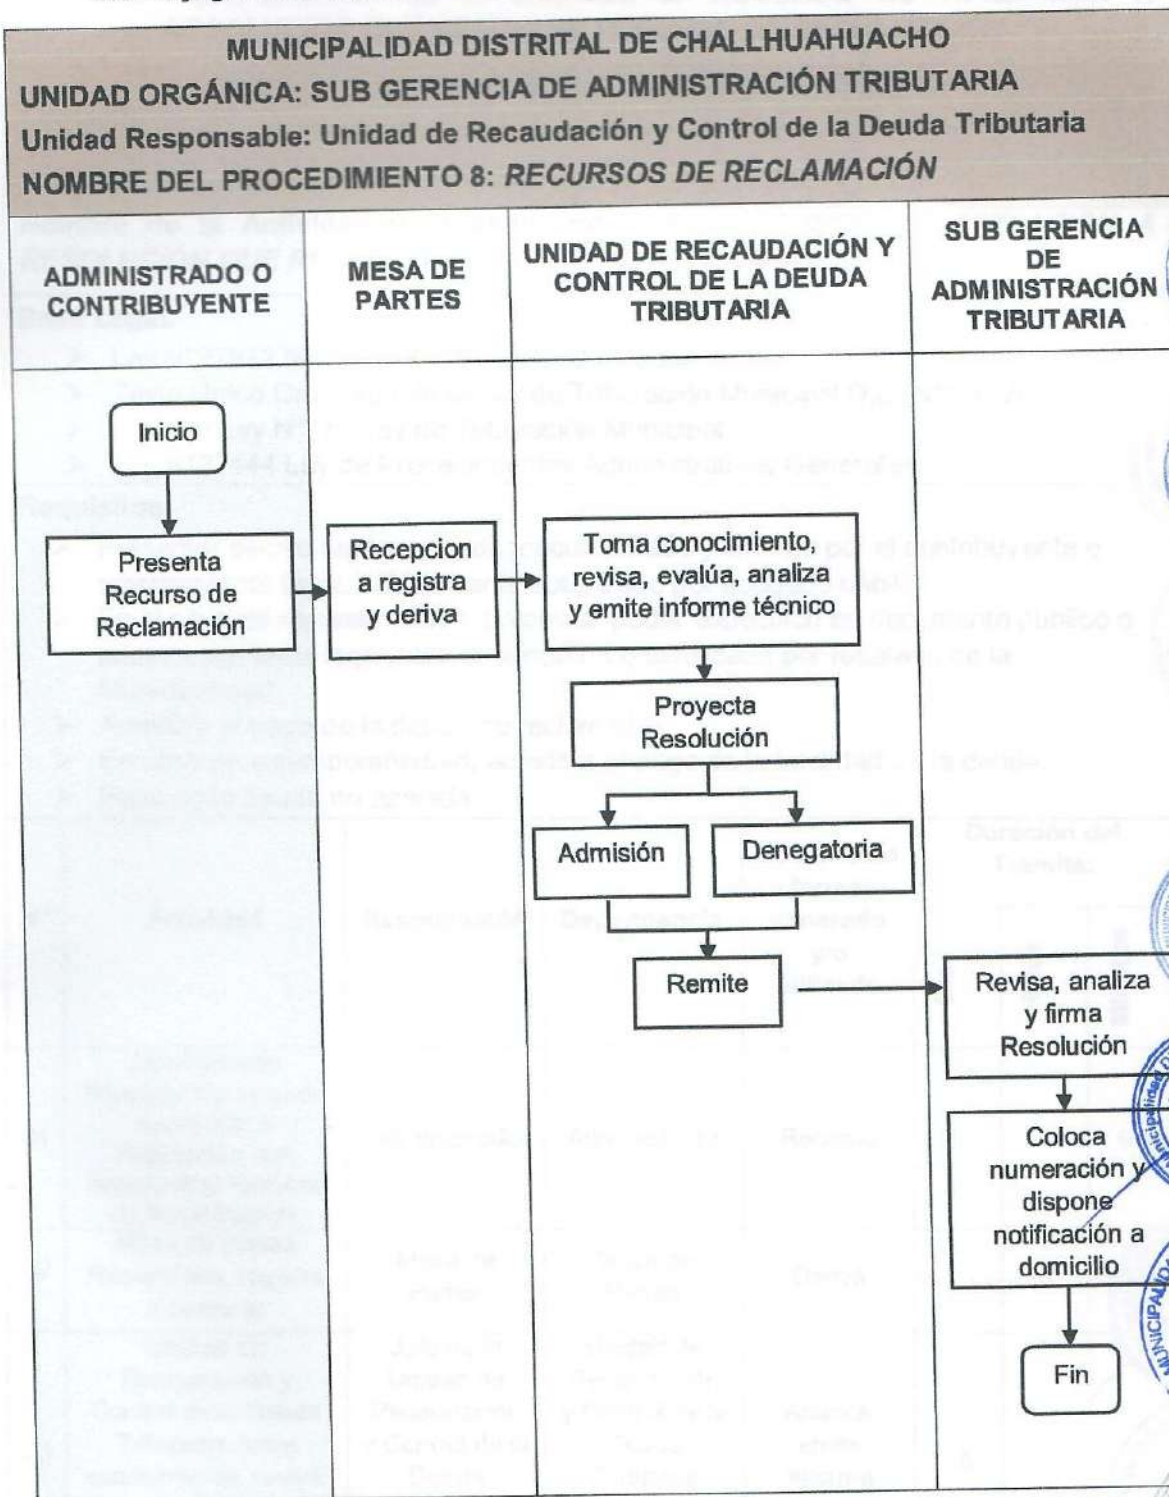 MUNICIPALIDAD DISTRITAL DE CHALLHUAHUACHO
UNIDAD ORGÁNICA: SUB GERENCIA DE ADMINISTRACIÓN TRIBUTARIA
Unidad Responsable: Unidad de Recaudación y Control de la Deuda Tributaria
NOMBRE DEL PROCEDIMIENTO 8: RECURSOS DE RECLAMACIÓN
ADMINISTRADO O
CONTRIBUYENTE
MESA DE
PARTES
UNIDAD DE RECAUDACIÓN Y
CONTROL DE LA DEUDA
TRIBUTARIA
SUB GERENCIA
DE
ADMINISTRACIÓN
TRIBUTARIA
Inicio
Presenta
Recurso de
Reclamación
Recepcion
a registra
y deriva
Toma conocimiento,
revisa, evalúa, analiza
y emite informe técnico
Proyecta
Resolución
Admisión
Denegatoria
Remite
Revisa, analiza
y firma
Resolución
Coloca
numeración y
dispone
notificación a
domicilio
Fin